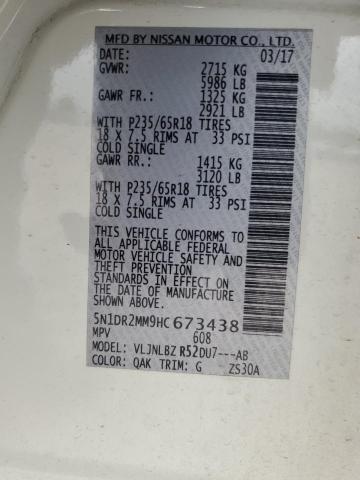 MFD BY NISSAN MOTOR CO., LTD.
DATE: 03/17
GVWR: 2715 KG
5986 LB
GAWR FR.: 1325 KG
2921 LB
WITH P235/65R18 TIRES
18 X 7.5 RIMS AT 33 PSI
COLD SINGLE
GAWR RR.: 1415 KG
3120 LB
WITH P235/65R18 TIRES
18 X 7.5 RIMS AT 33 PSI
COLD SINGLE
THIS VEHICLE CONFORMS TO
ALL APPLICABLE FEDERAL
MOTOR VEHICLE SAFETY
AND THEFT PREVENTION
STANDARDS IN EFFECT ON
THE DATE OF MANUFACTURE
SHOWN ABOVE.
5N1DR2MM9HC 673438
MPV 608
MODEL: VLJNLBZ R52DU7---AB
COLOR: QAK TRIM: G ZS30A